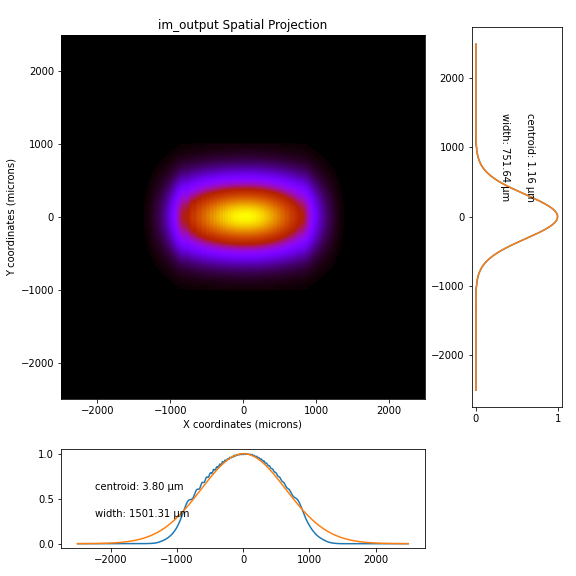 im_output Spatial Projection
2000
1000
0
−1000
−2000
Y coordinates (microns)
−2000 −1000 0 1000 2000
X coordinates (microns)
2000
1000
0
−1000
−2000
0 1
centroid: 1.16 µm
width: 751.64 µm
1.0
0.5
0.0
centroid: 3.80 µm
width: 1501.31 µm
−2000 −1000 0 1000 2000